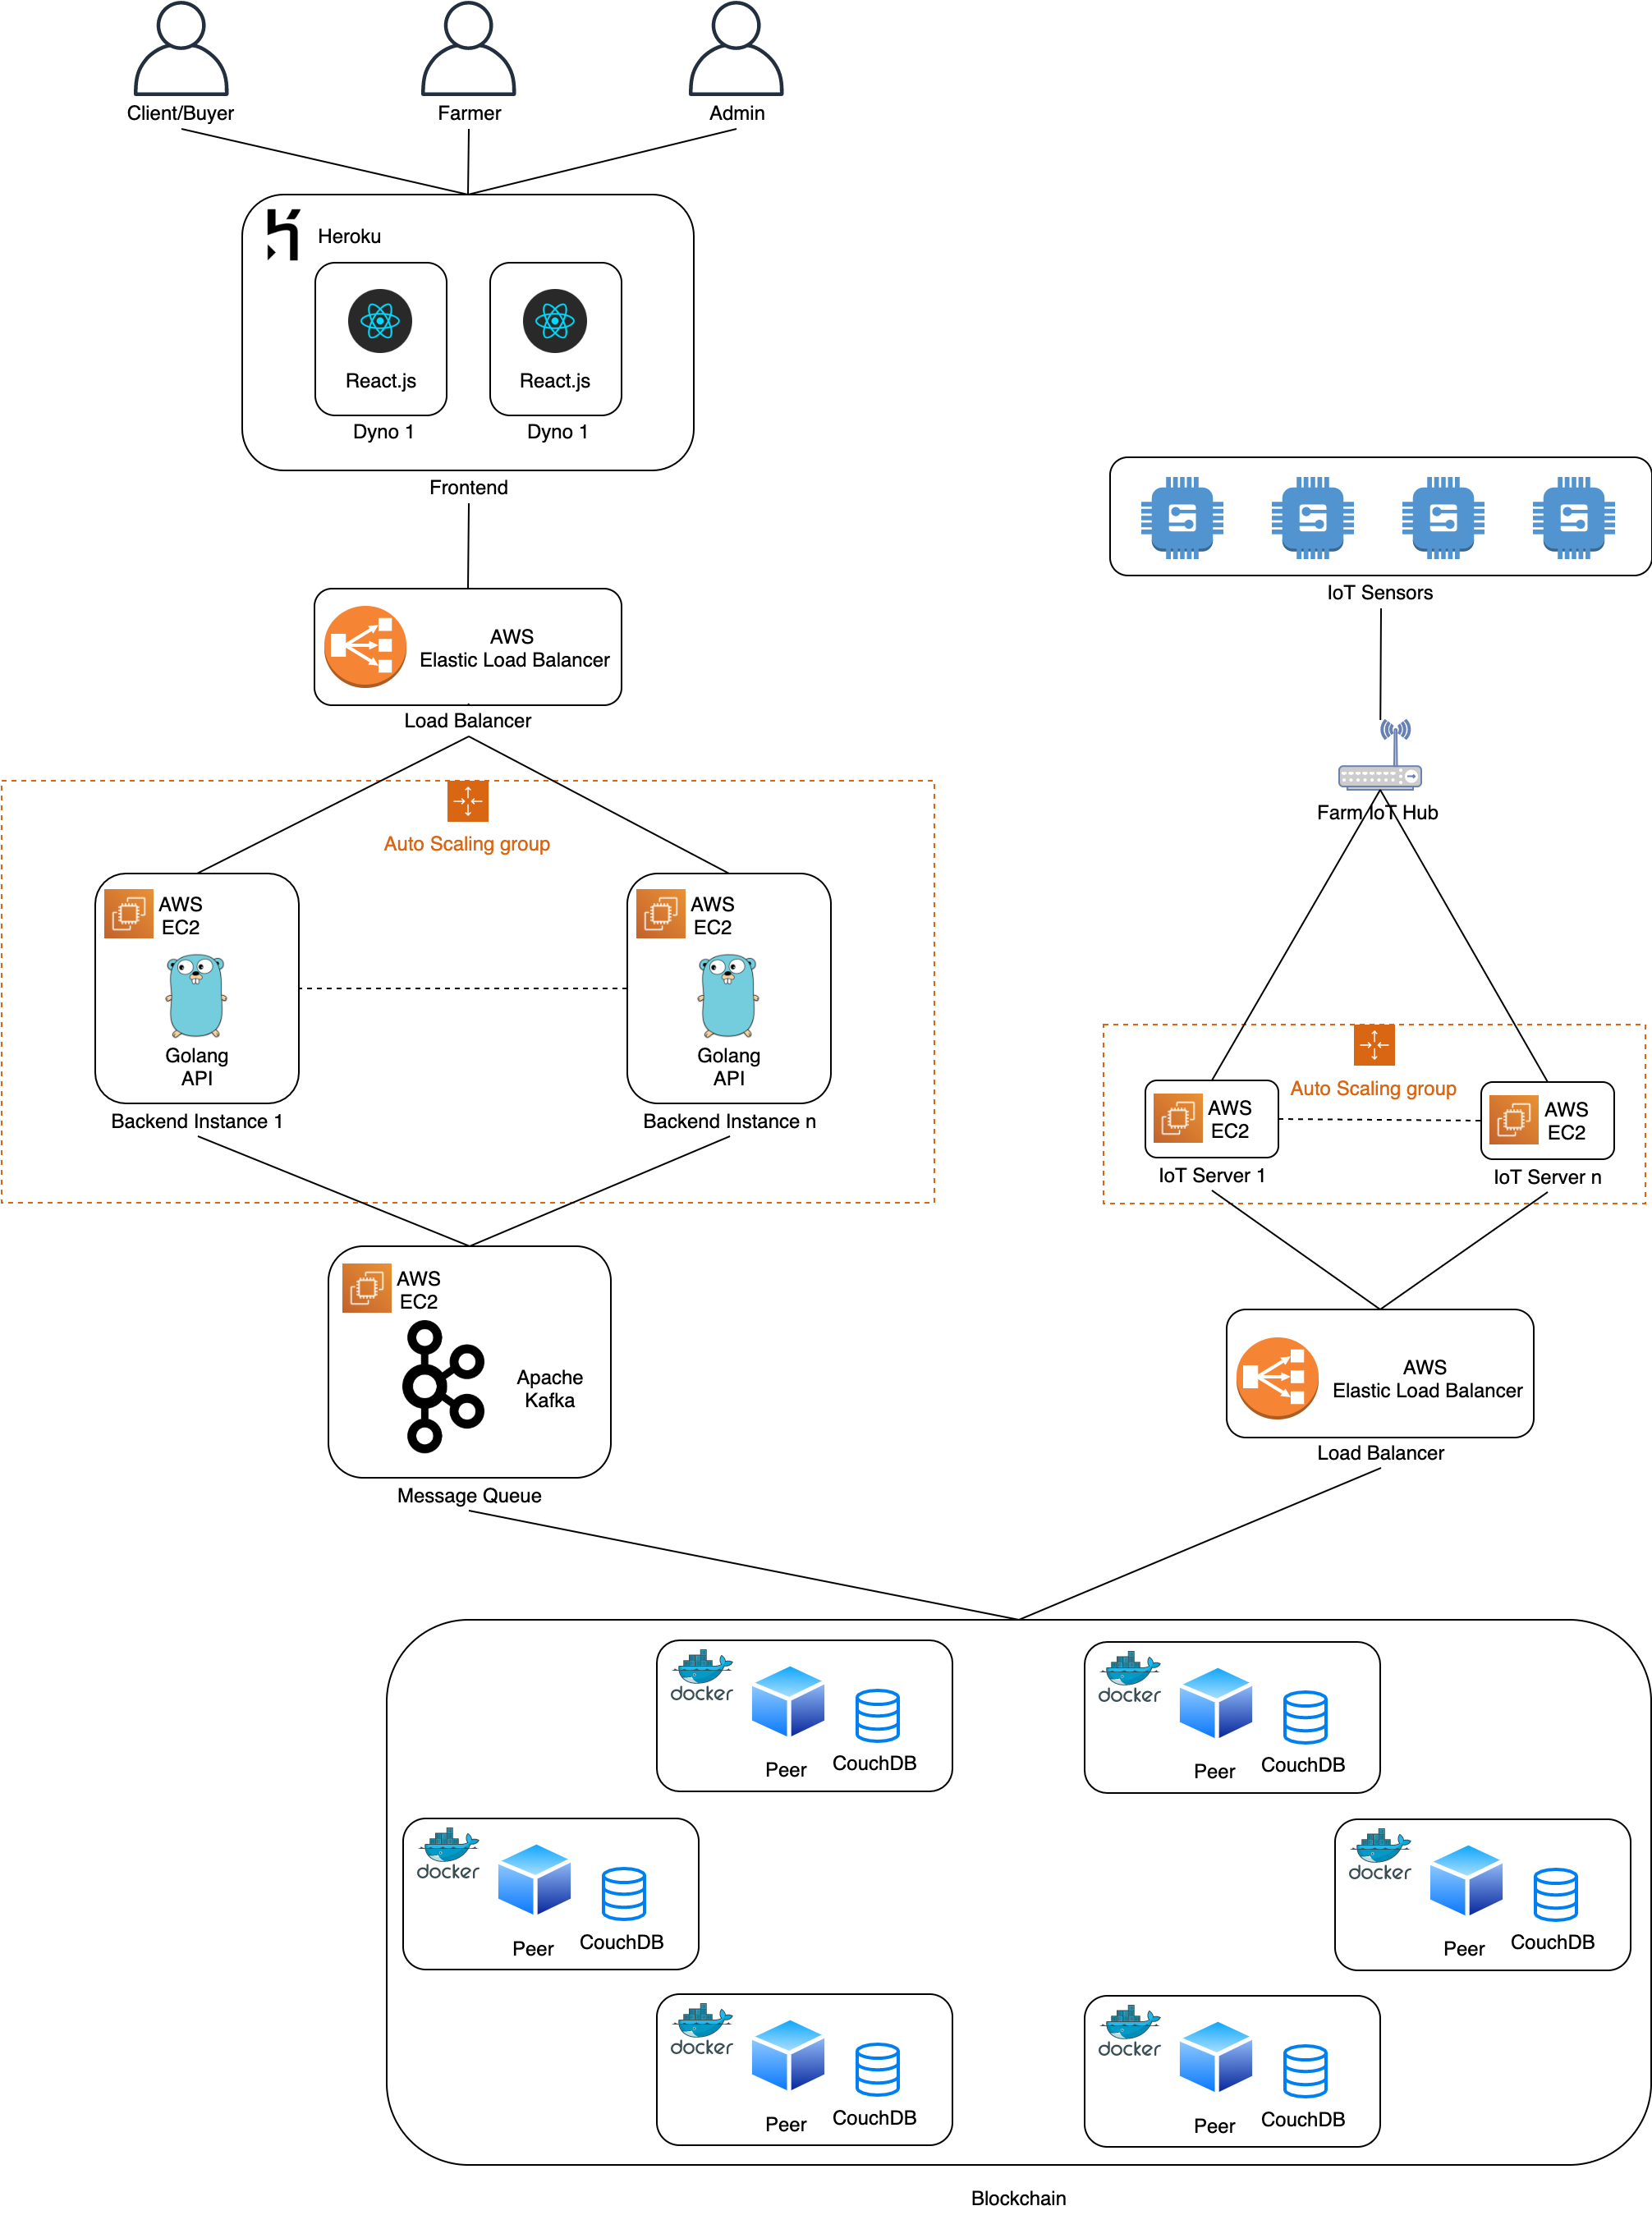 Client/Buyer
Farmer
Admin
Heroku
React.js
React.js
Dyno 1
Dyno 1
Frontend
AWS
Elastic Load Balancer
Load Balancer
Auto Scaling group
AWS
EC2
Golang
API
Backend Instance 1
AWS
EC2
Golang
API
Backend Instance n
AWS
EC2
Apache
Kafka
Message Queue
IoT Sensors
Farm IoT Hub
Auto Scaling group
AWS
EC2
IoT Server 1
AWS
EC2
IoT Server n
AWS
Elastic Load Balancer
Load Balancer
docker
Peer
CouchDB
docker
Peer
CouchDB
docker
Peer
CouchDB
docker
Peer
CouchDB
docker
Peer
CouchDB
docker
Peer
CouchDB
Blockchain